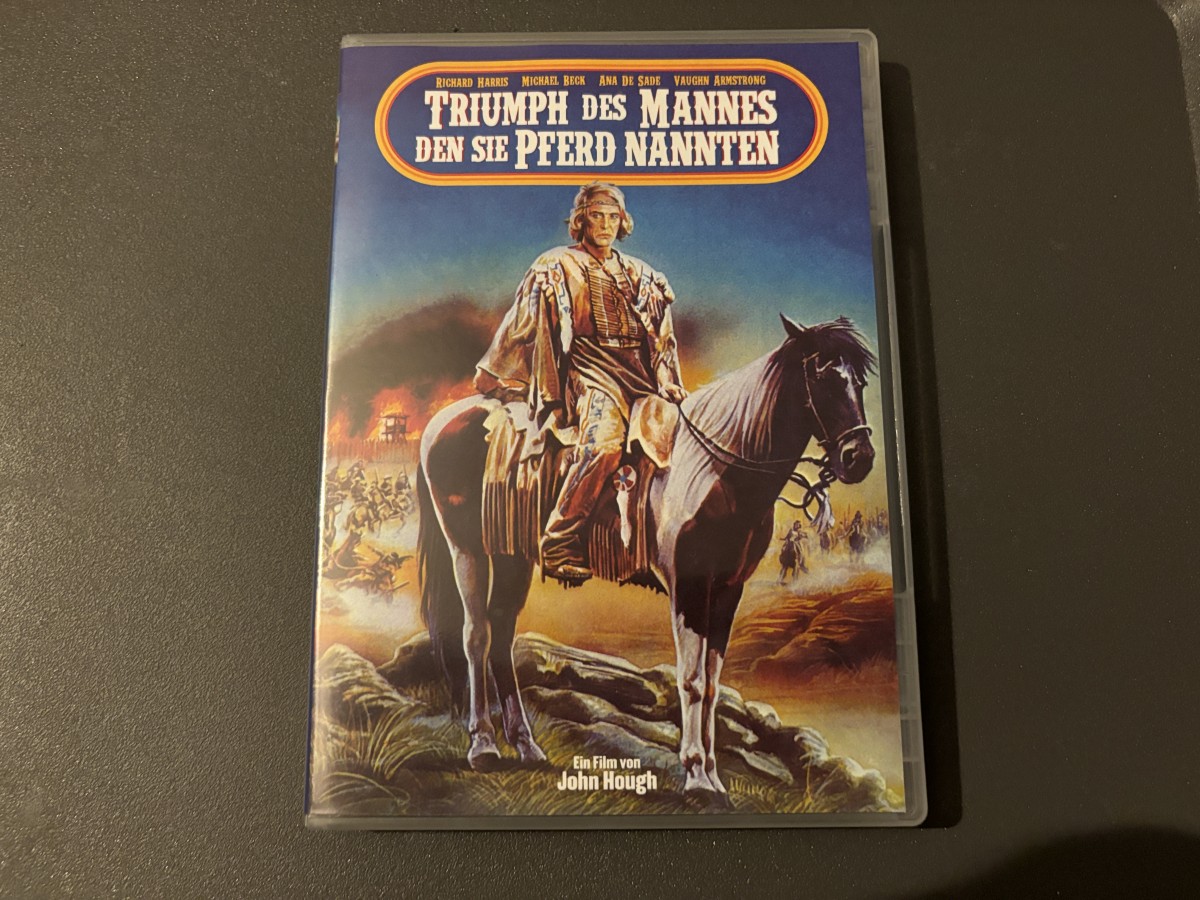 Richard Harris Michael Beck Ana De Sade Vaughn Armstrong
Triumph des Mannes
den sie Pferd nannten
Ein Film von
John Hough